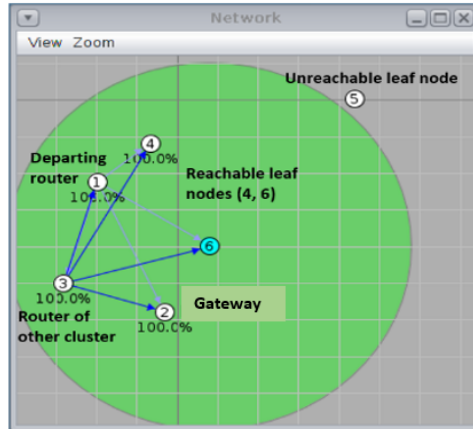 Network
View Zoom
Unreachable leaf node
5
4
100.0%
Departing
router
1
100.0%
Reachable leaf
nodes (4, 6)
6
3
100.0%
Router of
other cluster
2
100.0%
Gateway